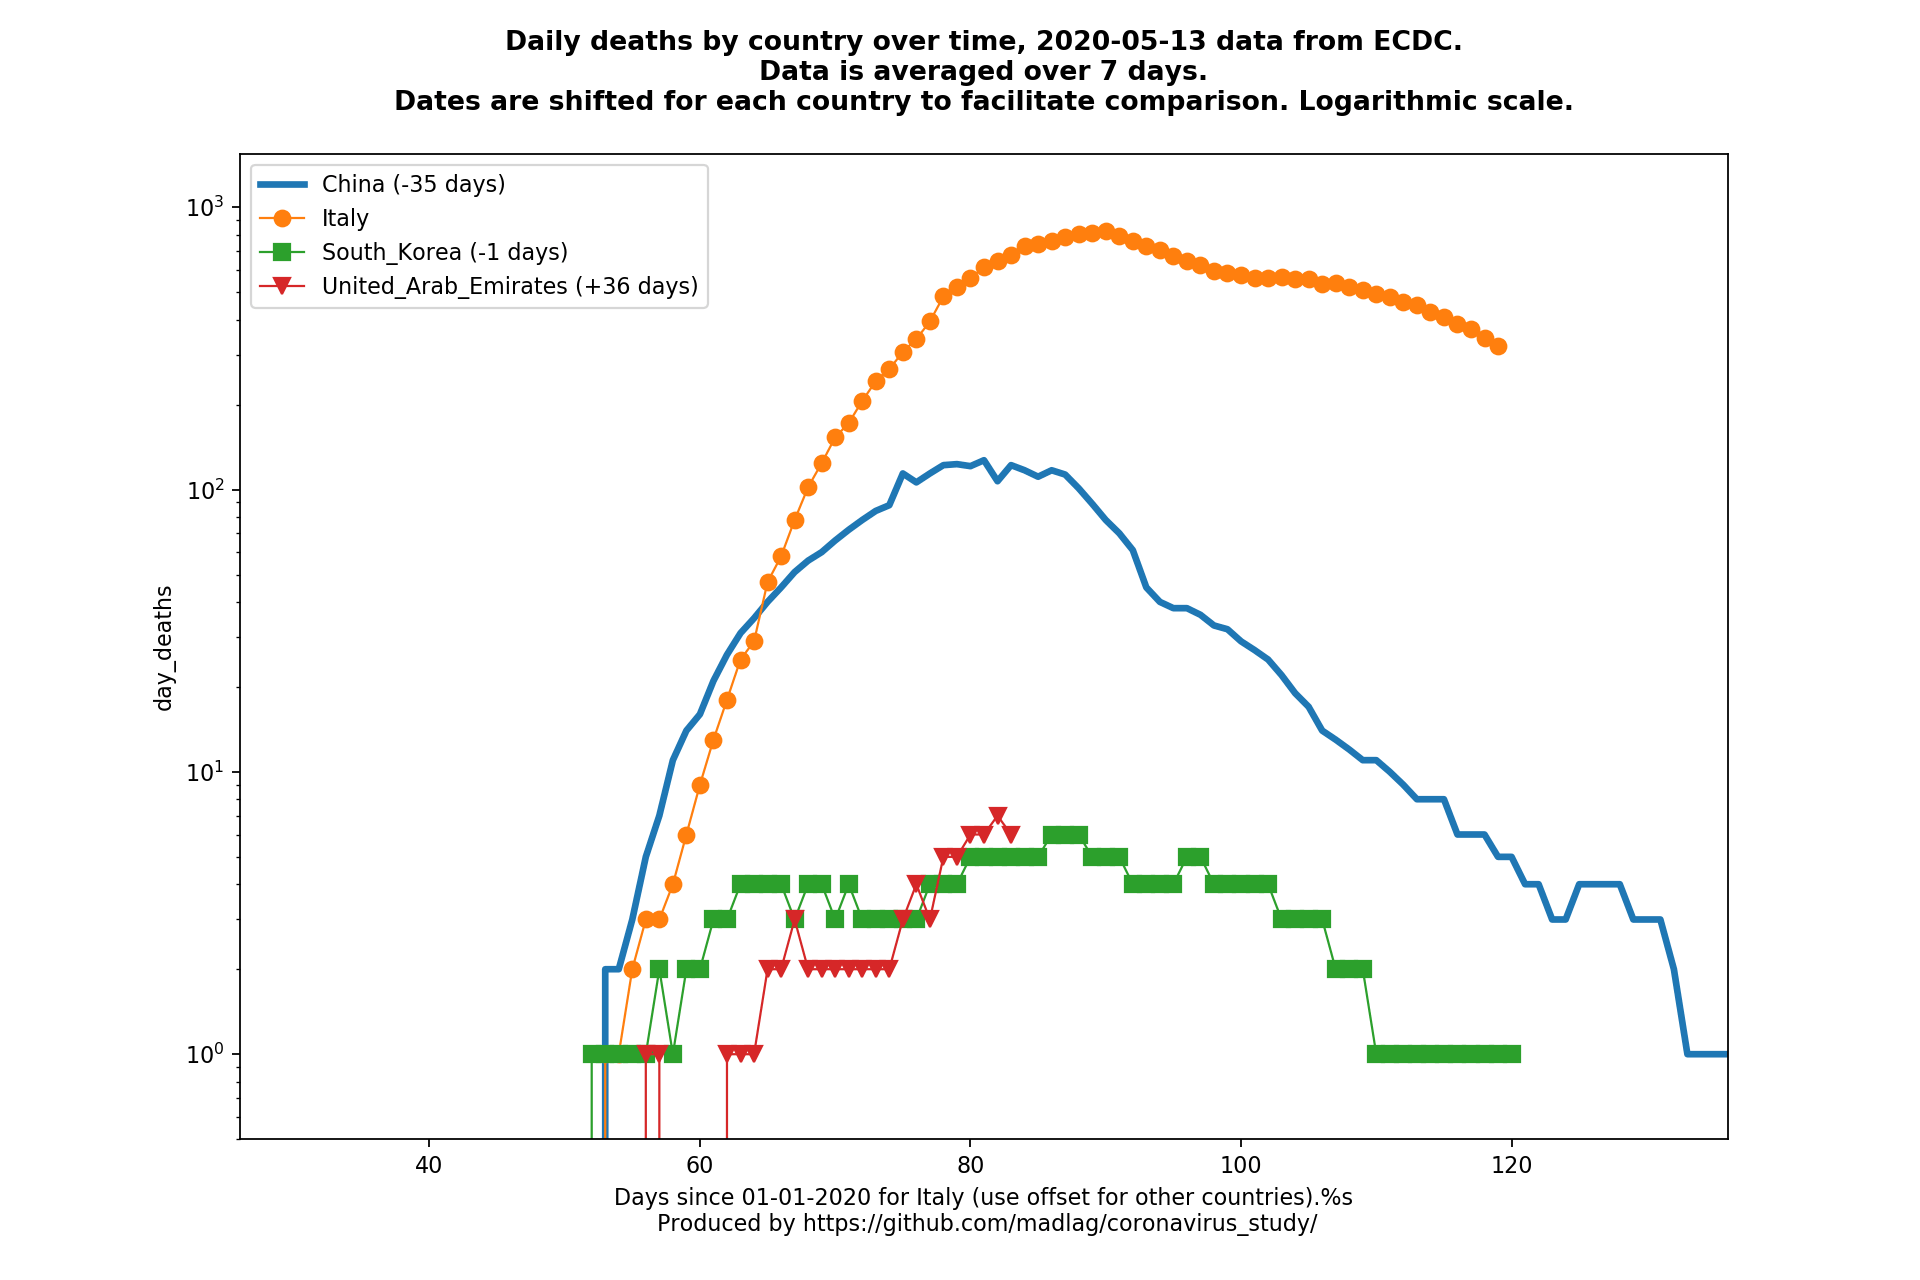 Daily deaths by country over time, 2020-05-13 data from ECDC.
Data is averaged over 7 days.
Dates are shifted for each country to facilitate comparison. Logarithmic scale.
China (-35 days)
Italy
South_Korea (-1 days)
United_Arab_Emirates (+36 days)
10³
10²
10¹
10⁰
day_deaths
40 60 80 100 120
Days since 01-01-2020 for Italy (use offset for other countries).%s
Produced by https://github.com/madlag/coronavirus_study/